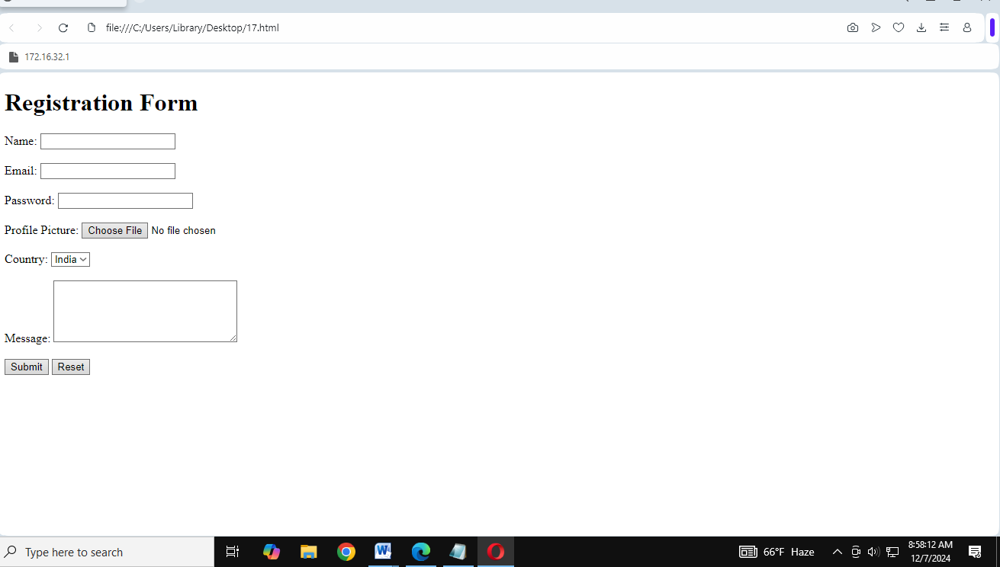 file:///C:/Users/Library/Desktop/17.html
172.16.32.1
Registration Form
Name:
Email:
Password:
Profile Picture: Choose File No file chosen
Country: India
Message:
Submit Reset
Type here to search
66°F Haze
8:58:12 AM
12/7/2024